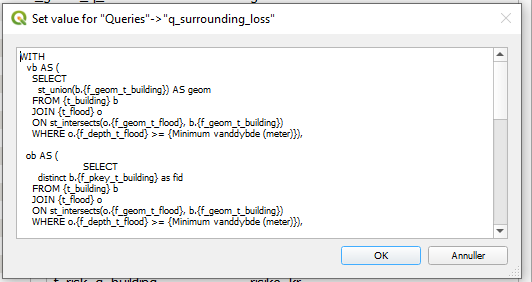 Set value for "Queries"->"q_surrounding_loss"
WITH
vb AS (
SELECT
st_union(b.{f_geom_t_building}) AS geom
FROM {t_building} b
JOIN {t_flood} o
ON st_intersects(o.{f_geom_t_flood}, b.{f_geom_t_building})
WHERE o.{f_depth_t_flood} >= {Minimum vanddybde (meter)}),
ob AS (
SELECT
distinct b.{f_pkey_t_building} as fid
FROM {t_building} b
JOIN {t_flood} o
ON st_intersects(o.{f_geom_t_flood}, b.{f_geom_t_building})
WHERE o.{f_depth_t_flood} >= {Minimum vanddybde (meter)}),
OK Annuller